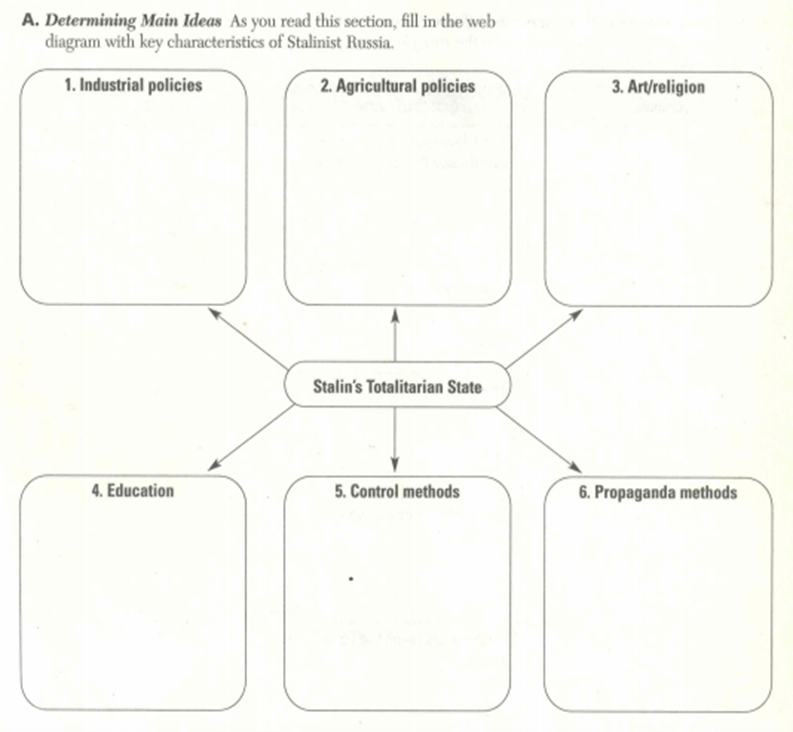 A. Determining Main Ideas As you read this section, fill in the web
diagram with key characteristics of Stalinist Russia.
1. Industrial policies
2. Agricultural policies
3. Art/religion
Stalin's Totalitarian State
4. Education
5. Control methods
6. Propaganda methods